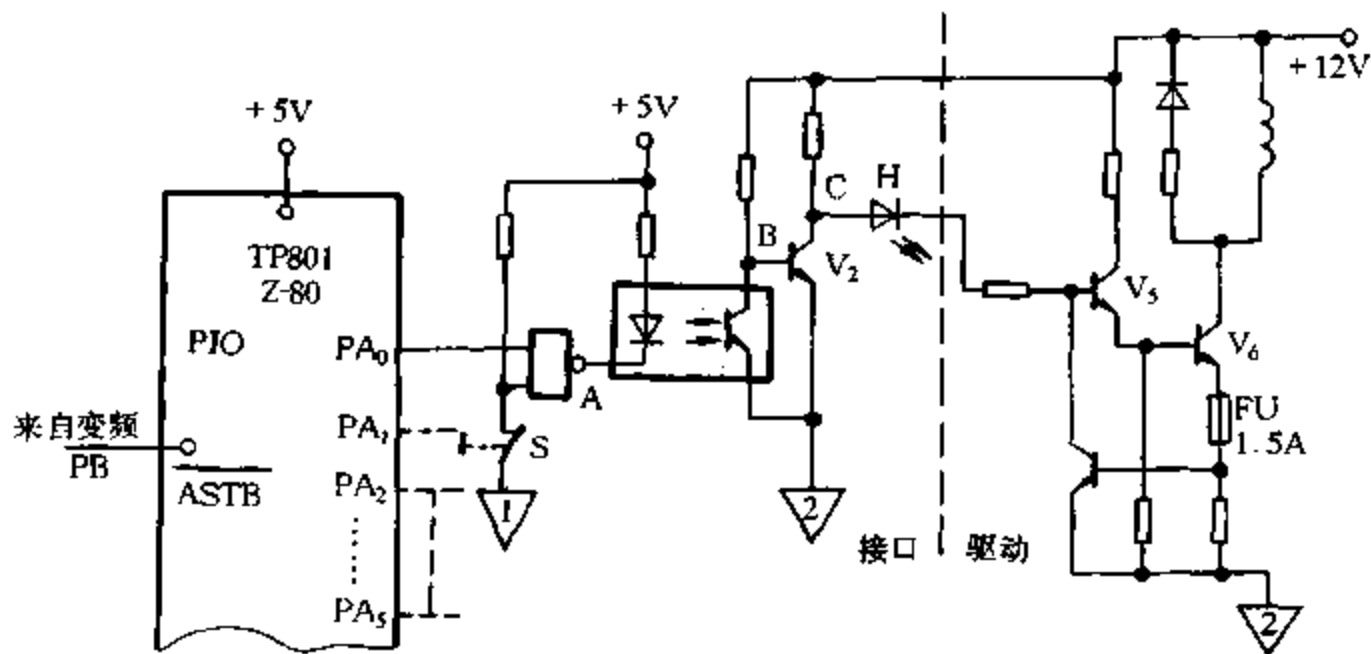 +5V
TP801
Z-80
PIO
PA₀
PA₁
PA₂
PA₅
来自变频
PB
ASTB
+5V
A
S
1
B
V₂
C
H
2
接口
驱动
+12V
V₅
V₆
FU
1.5A
2